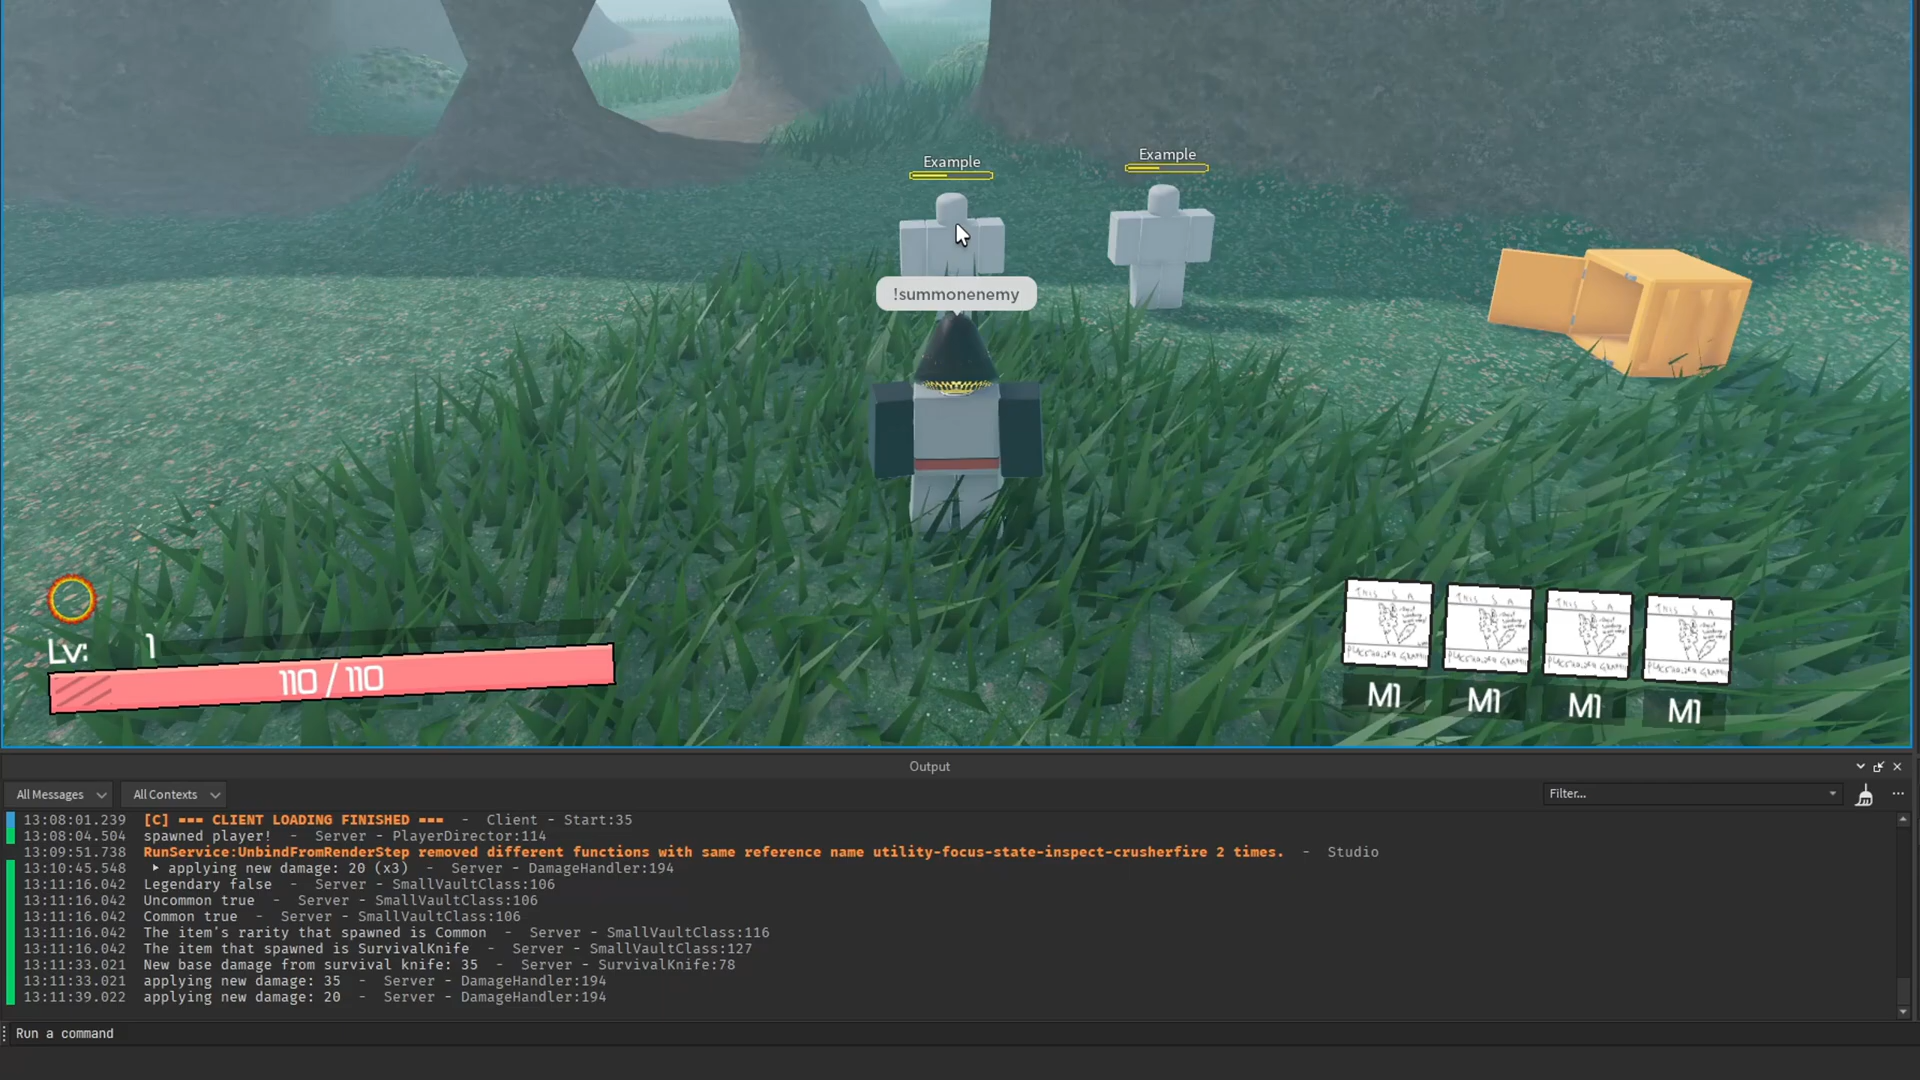 Example
Example
!summonenemy
Lv: 1
110 / 110
THIS S A
THIS S A
THIS S A
THIS S A
M1
M1
M1
M1
Output
All Messages
All Contexts
Filter...
13:08:01.239 [C] === CLIENT LOADING FINISHED === - Client - Start:35
13:08:04.504 spawned player! - Server - PlayerDirector:114
13:09:51.738 RunService:UnbindFromRenderStep removed different functions with same reference name utility-focus-state-inspect-crusherfire 2 times. - Studio
13:10:45.548 ▸ applying new damage: 20 (x3) - Server - DamageHandler:194
13:11:16.042 Legendary false - Server - SmallVaultClass:106
13:11:16.042 Uncommon true - Server - SmallVaultClass:106
13:11:16.042 Common true - Server - SmallVaultClass:106
13:11:16.042 The item's rarity that spawned is Common - Server - SmallVaultClass:116
13:11:16.042 The item that spawned is SurvivalKnife - Server - SmallVaultClass:127
13:11:33.021 New base damage from survival knife: 35 - Server - SurvivalKnife:78
13:11:33.021 applying new damage: 35 - Server - DamageHandler:194
13:11:39.022 applying new damage: 20 - Server - DamageHandler:194
Run a command